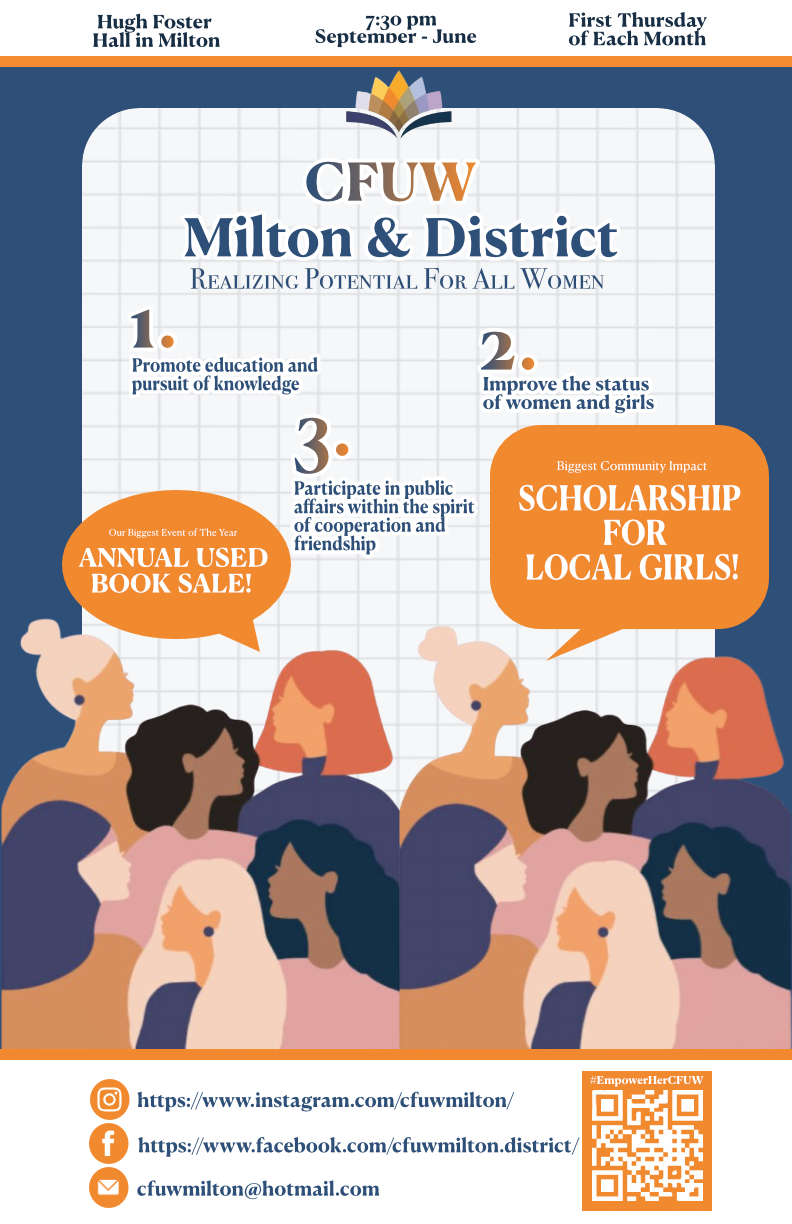 Hugh Foster
Hall in Milton
7:30 pm
September - June
First Thursday
of Each Month
CFUW
Milton & District
Realizing Potential For All Women
1.
Promote education and
pursuit of knowledge
2.
Improve the status
of women and girls
3.
Participate in public
affairs within the spirit
of cooperation and
friendship
Our Biggest Event of The Year
ANNUAL USED
BOOK SALE!
Biggest Community Impact
SCHOLARSHIP
FOR
LOCAL GIRLS!
https://www.instagram.com/cfuwmilton/
https://www.facebook.com/cfuwmilton.district/
cfuwmilton@hotmail.com
#EmpowerHerCFUW